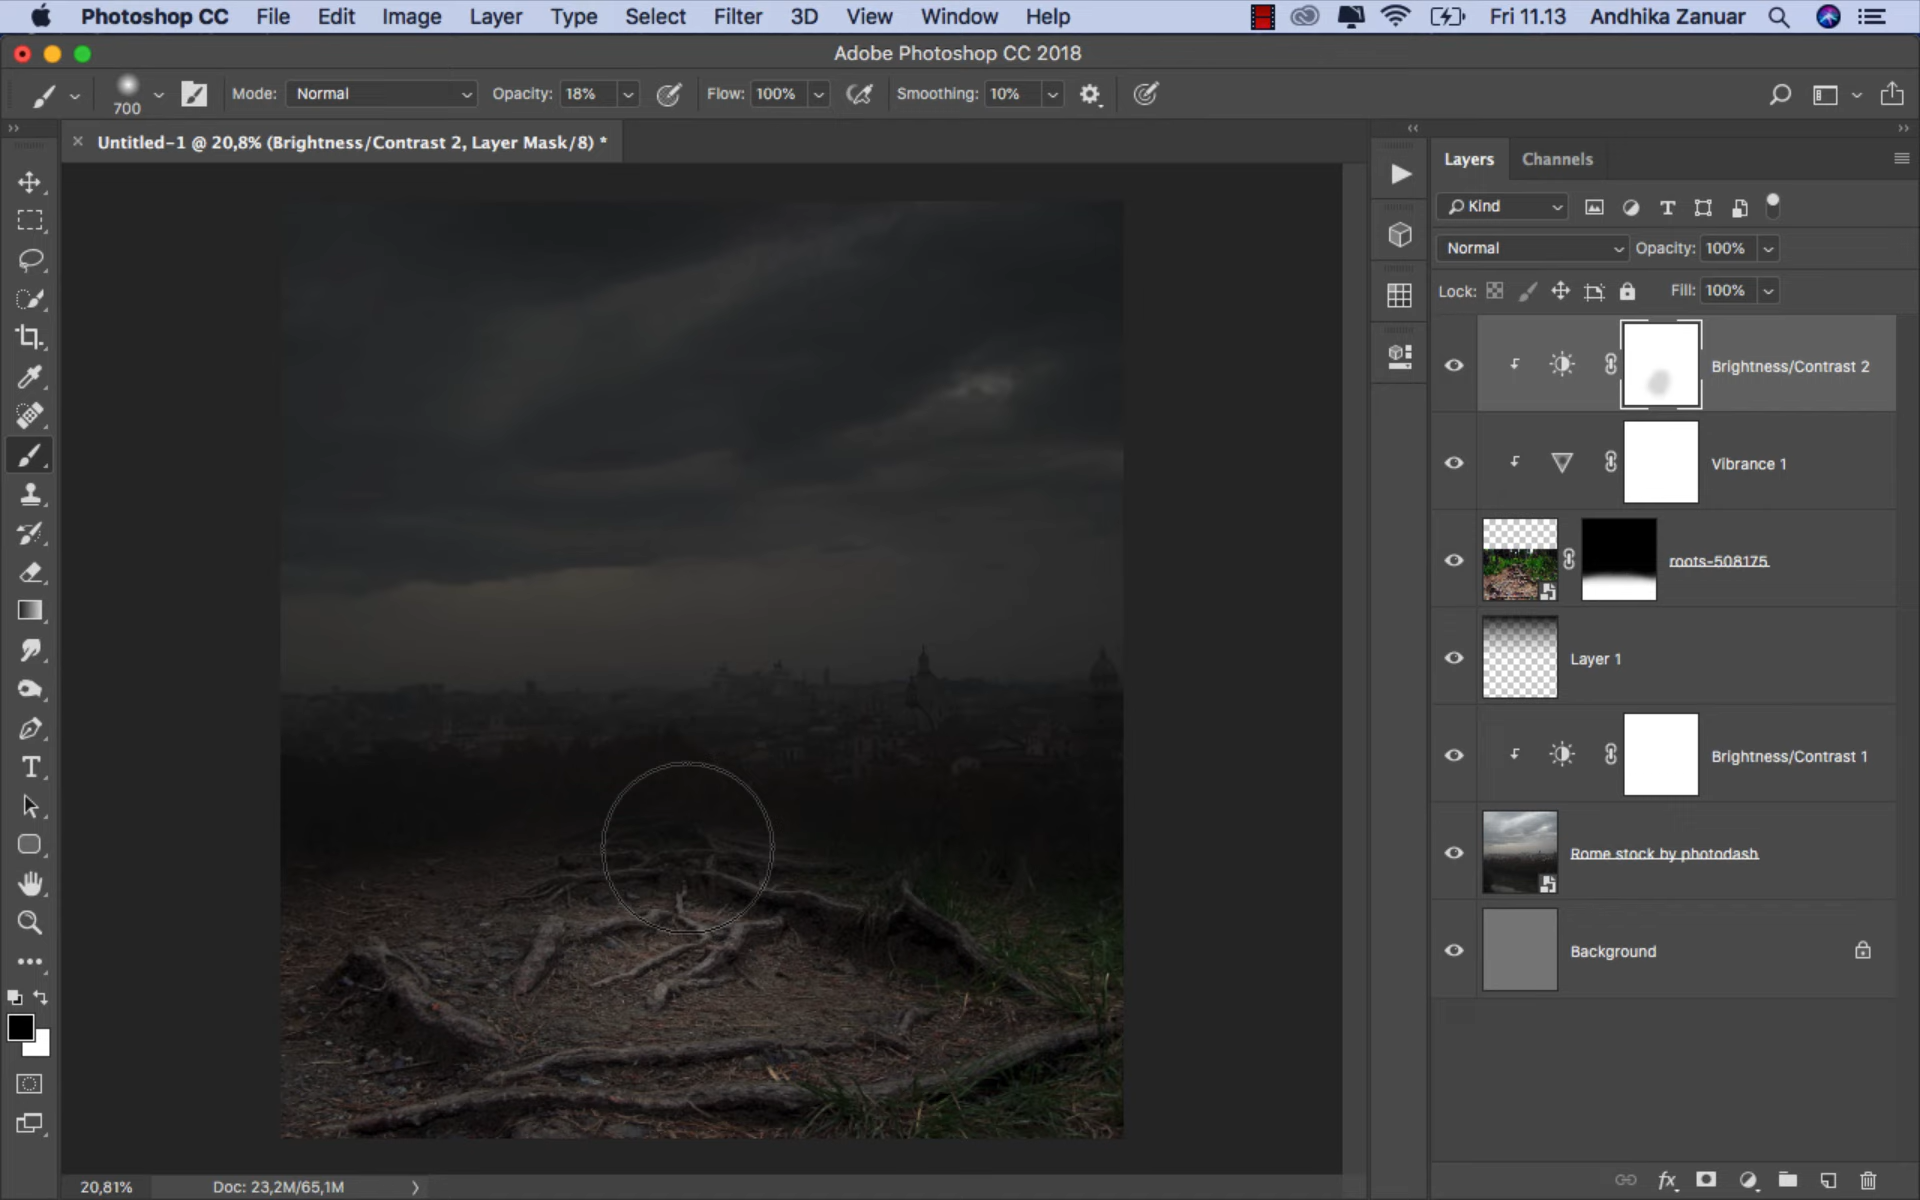 Photoshop CC File Edit Image Layer Type Select Filter 3D View Window Help Fri 11.13 Andhika Zanuar
Adobe Photoshop CC 2018
700 Mode: Normal Opacity: 18% Flow: 100% Smoothing: 10%
Untitled-1 @ 20,8% (Brightness/Contrast 2, Layer Mask/8) *
Layers Channels
Kind
Normal Opacity: 100%
Lock: Fill: 100%
Brightness/Contrast 2
Vibrance 1
roots-508175
Layer 1
Brightness/Contrast 1
Rome stock by photodash
Background
20,81% Doc: 23,2M/65,1M